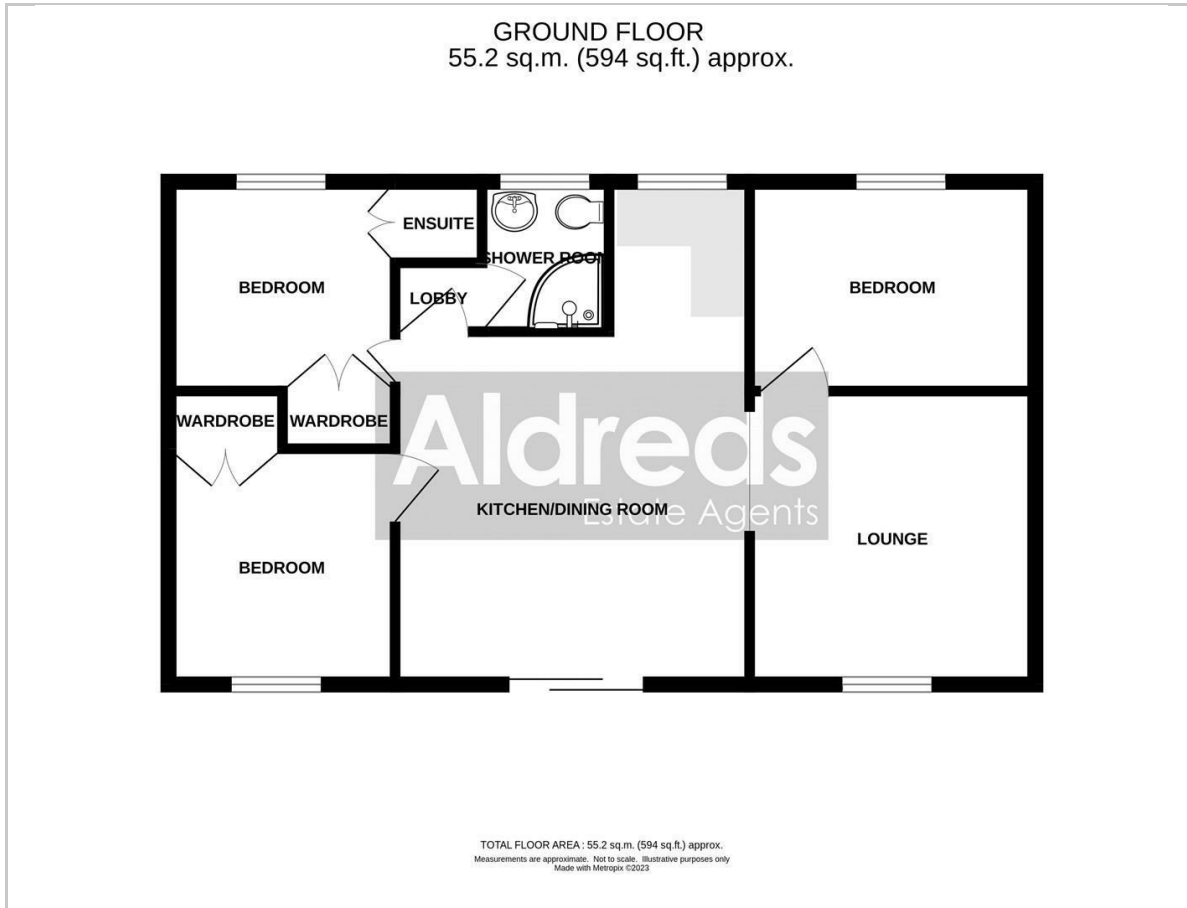 GROUND FLOOR
55.2 sq.m. (594 sq.ft.) approx.
ENSUITE
SHOWER ROOM
BEDROOM
LOBBY
BEDROOM
WARDROBE
WARDROBE
Aldreds
Estate Agents
KITCHEN/DINING ROOM
LOUNGE
BEDROOM
TOTAL FLOOR AREA : 55.2 sq.m. (594 sq.ft.) approx.
Measurements are approximate. Not to scale. Illustrative purposes only
Made with Metropix ©2023